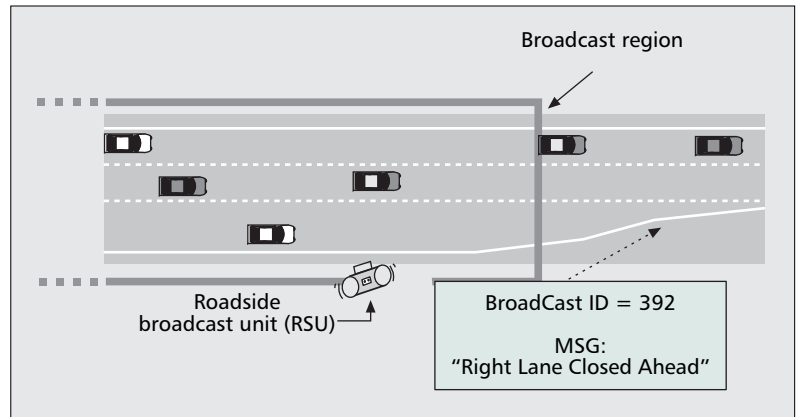 Broadcast region
Roadside
broadcast unit (RSU)
BroadCast ID = 392
MSG:
“Right Lane Closed Ahead”